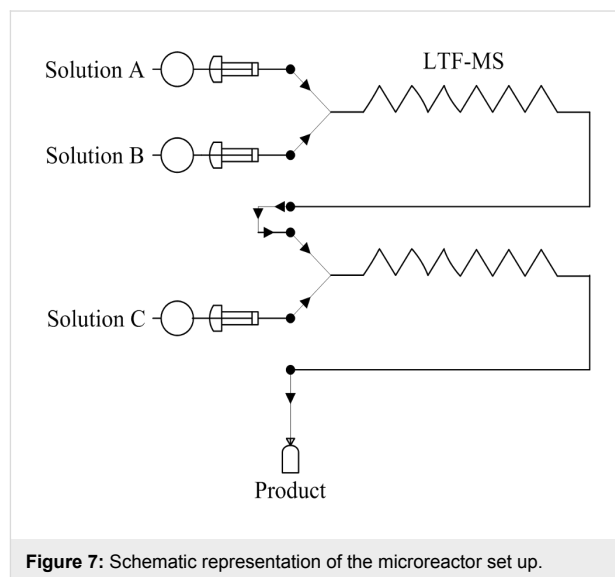 Solution A
LTF-MS
Solution B
Solution C
Product
Figure 7: Schematic representation of the microreactor set up.